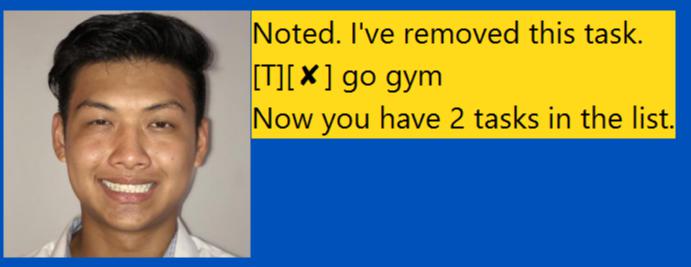 Noted. I've removed this task.
[T][✘] go gym
Now you have 2 tasks in the list.